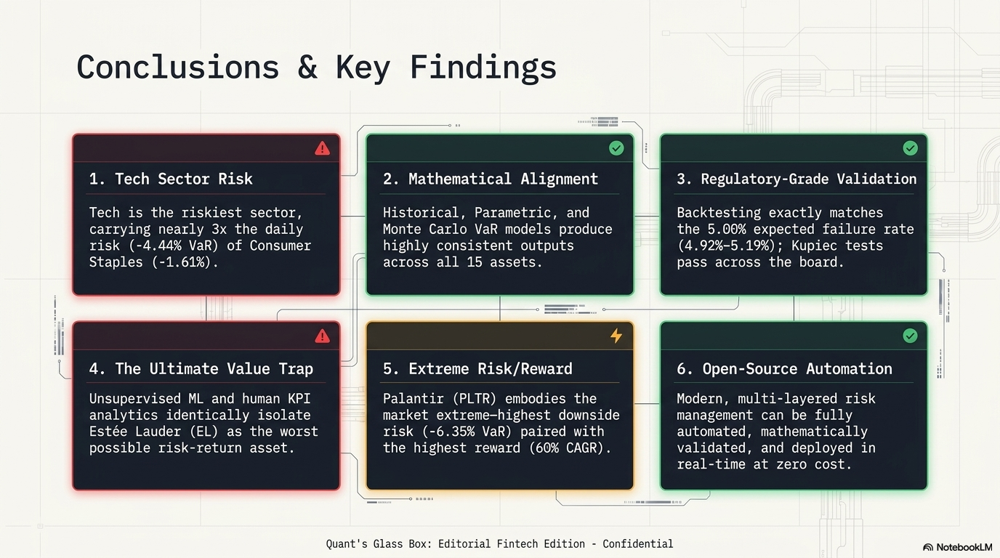 Conclusions & Key Findings
1. Tech Sector Risk
Tech is the riskiest sector,
carrying nearly 3x the daily
risk (-4.44% VaR) of Consumer
Staples (-1.61%).
2. Mathematical Alignment
Historical, Parametric, and
Monte Carlo VaR models produce
highly consistent outputs
across all 15 assets.
3. Regulatory-Grade Validation
Backtesting exactly matches
the 5.00% expected failure rate
(4.92%–5.19%); Kupiec tests
pass across the board.
4. The Ultimate Value Trap
Unsupervised ML and human KPI
analytics identically isolate
Estée Lauder (EL) as the worst
possible risk-return asset.
5. Extreme Risk/Reward
Palantir (PLTR) embodies the
market extreme—highest downside
risk (-6.35% VaR) paired with
the highest reward (60% CAGR).
6. Open-Source Automation
Modern, multi-layered risk
management can be fully
automated, mathematically
validated, and deployed in
real-time at zero cost.
Quant's Glass Box: Editorial Fintech Edition - Confidential
NotebookLM